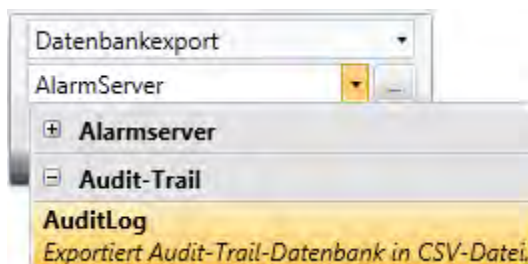 Datenbankexport
AlarmServer
...
Alarmserver
Audit-Trail
AuditLog
Exportiert Audit-Trail-Datenbank in CSV-Datei.